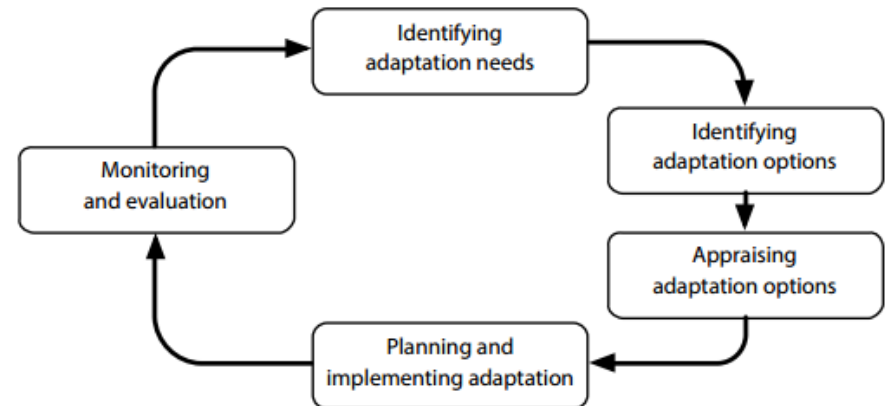 Identifying
adaptation needs
Identifying
adaptation options
Appraising
adaptation options
Planning and
implementing adaptation
Monitoring
and evaluation